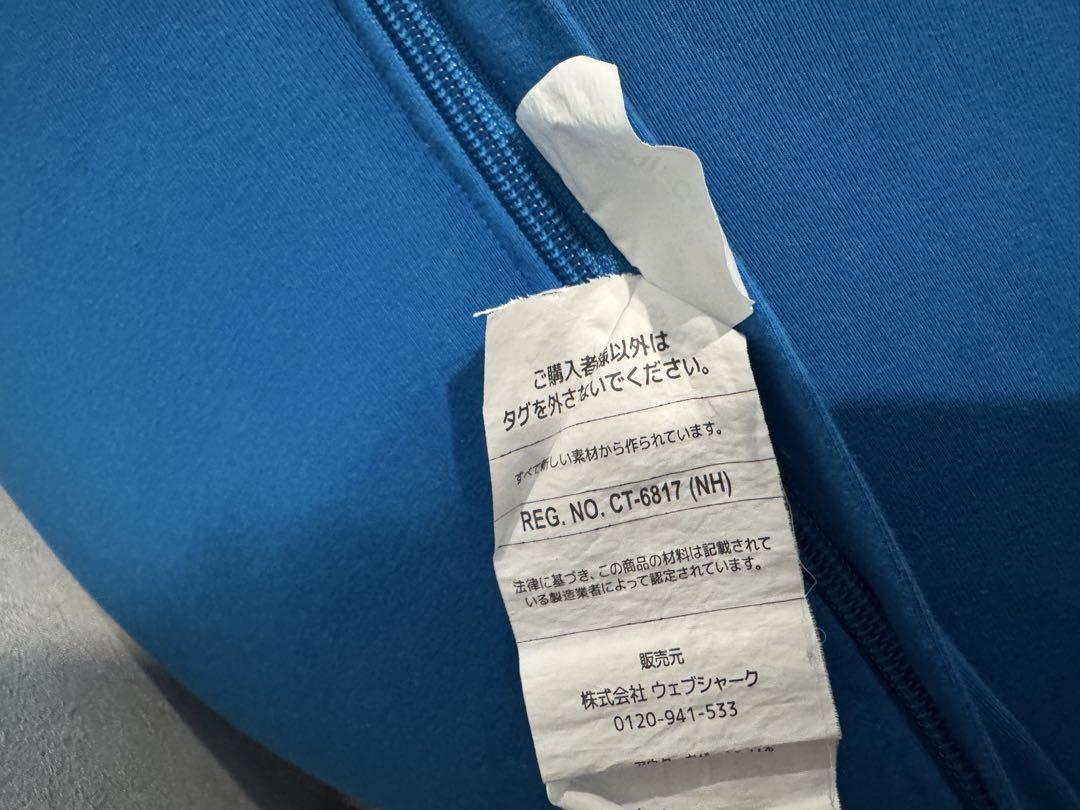 ご購入者様以外は
タグを外さないでください。
すべて新しい素材から作られています。
REG. NO. CT-6817 (NH)
法律に基づき、この商品の材料は記載されて
いる製造業者によって認定されています。
販売元
株式会社 ウェブシャーク
0120-941-533